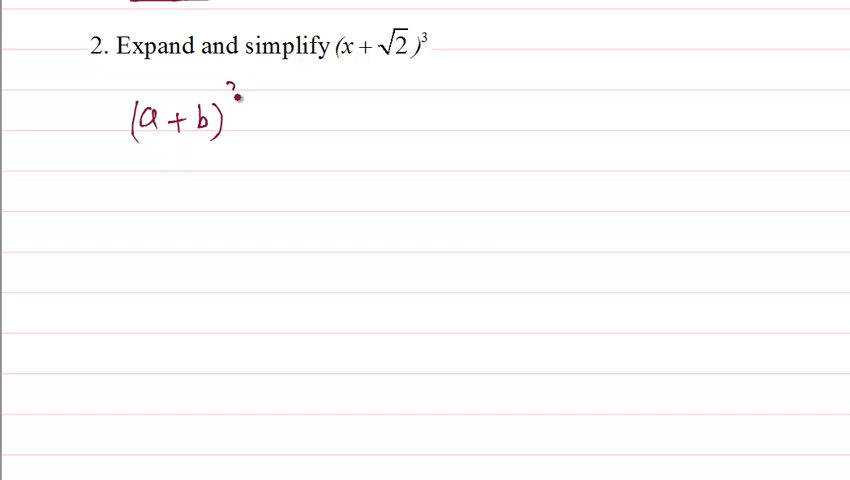 2. Expand and simplify (x + √2)³
(a + b)³